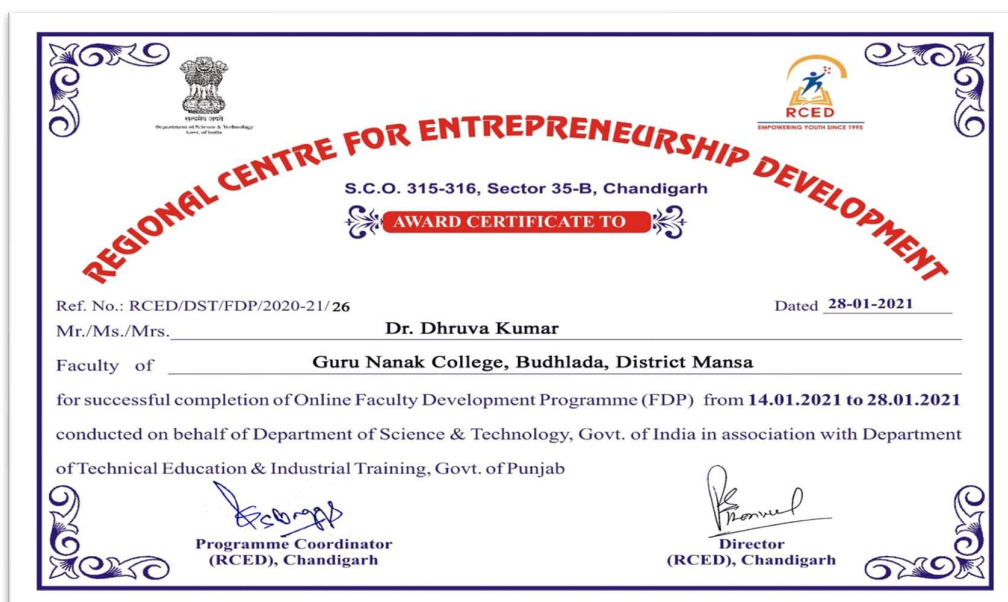 सत्यमेव जयते
Department of Science & Technology
Govt. of India
RCED
EMPOWERING YOUTH SINCE 1995
REGIONAL CENTRE FOR ENTREPRENEURSHIP DEVELOPMENT
S.C.O. 315-316, Sector 35-B, Chandigarh
AWARD CERTIFICATE TO
Ref. No.: RCED/DST/FDP/2020-21/26 Dated 28-01-2021
Mr./Ms./Mrs. Dr. Dhruva Kumar
Faculty of Guru Nanak College, Budhlada, District Mansa
for successful completion of Online Faculty Development Programme (FDP) from 14.01.2021 to 28.01.2021
conducted on behalf of Department of Science & Technology, Govt. of India in association with Department
of Technical Education & Industrial Training, Govt. of Punjab
Programme Coordinator
(RCED), Chandigarh
Director
(RCED), Chandigarh